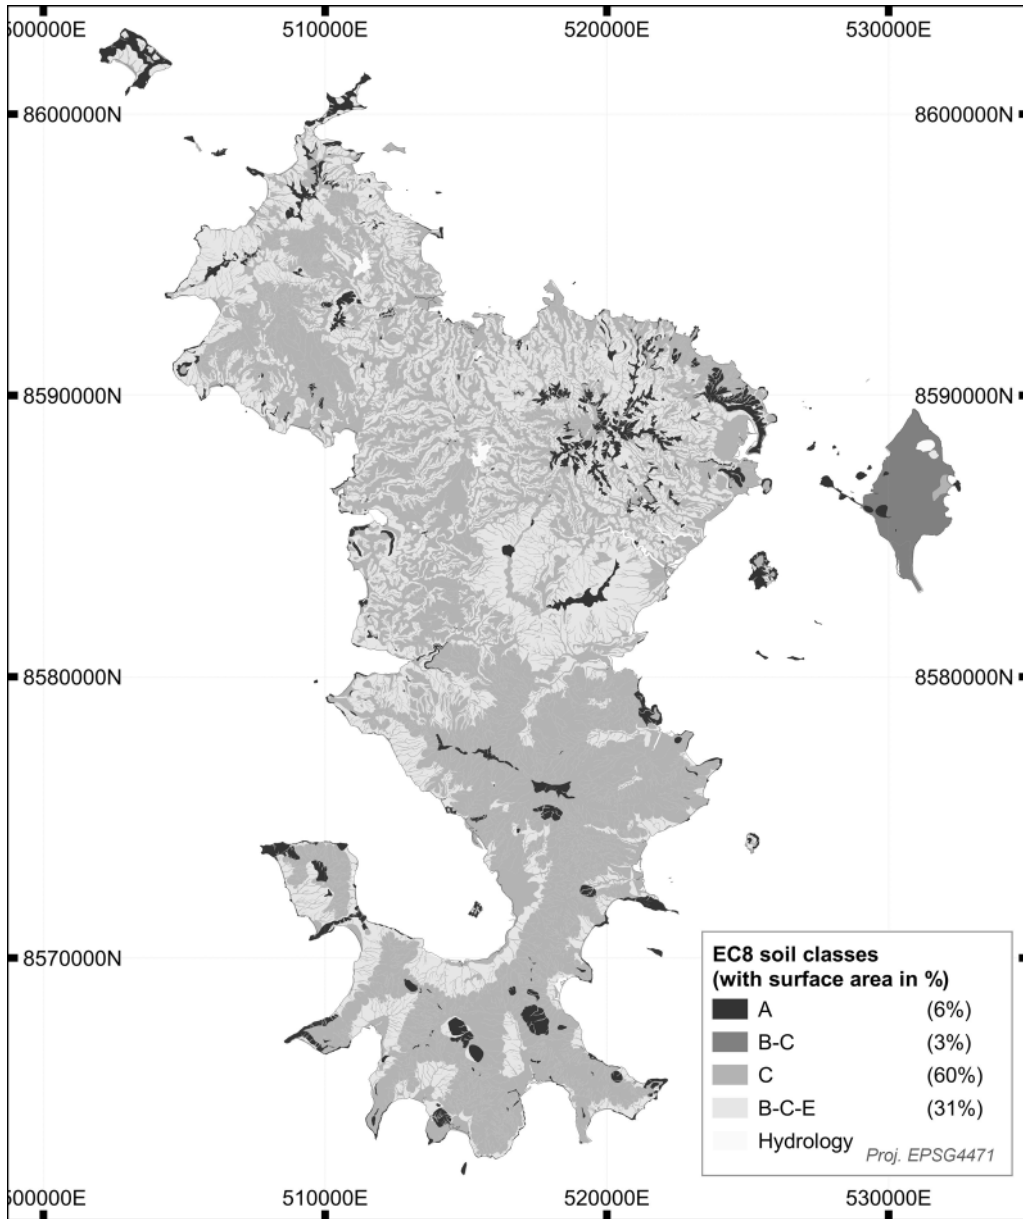 500000E 510000E 520000E 530000E
8600000N 8600000N
8590000N 8590000N
8580000N 8580000N
8570000N
EC8 soil classes
(with surface area in %)
A (6%)
B-C (3%)
C (60%)
B-C-E (31%)
Hydrology
Proj. EPSG4471
500000E 510000E 520000E 530000E